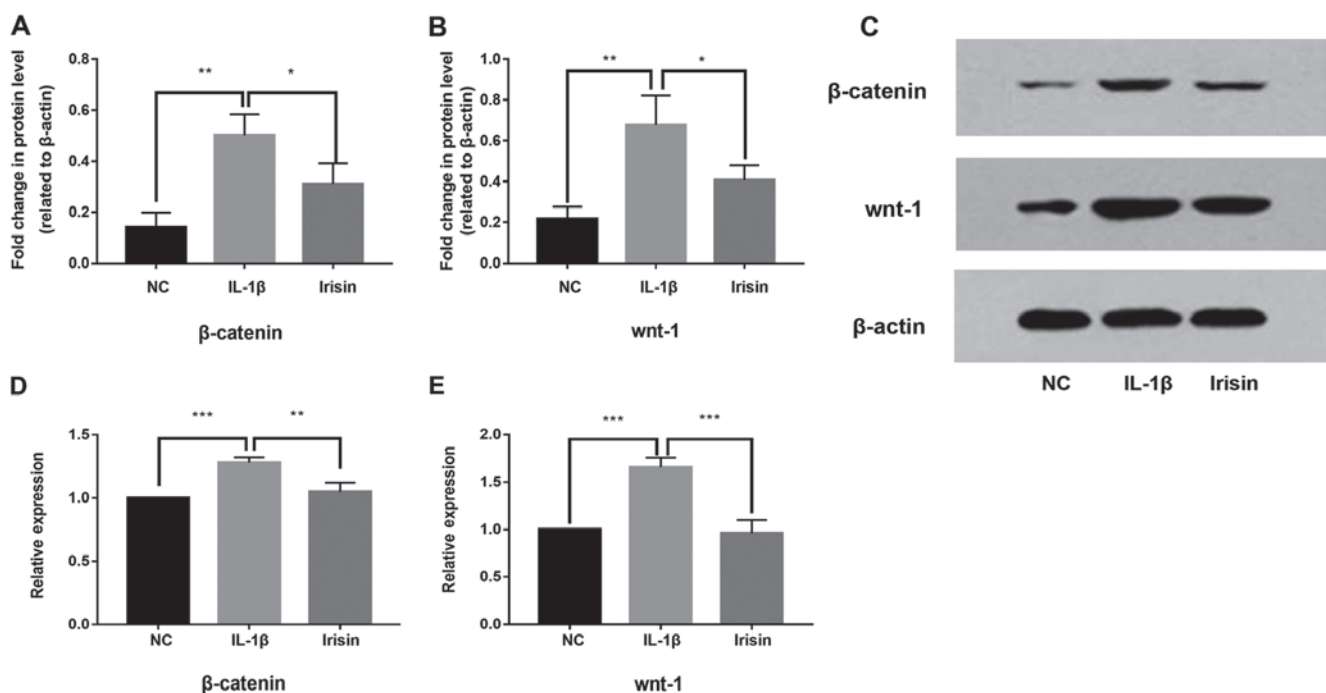 A
Fold change in protein level
(related to β-actin)
0.8
0.6
0.4
0.2
0.0
** *
NC IL-1β Irisin
β-catenin
B
Fold change in protein level
(related to β-actin)
1.0
0.8
0.6
0.4
0.2
0.0
** *
NC IL-1β Irisin
wnt-1
C
β-catenin
wnt-1
β-actin
NC IL-1β Irisin
D
Relative expression
1.5
1.0
0.5
0.0
*** **
NC IL-1β Irisin
β-catenin
E
Relative expression
2.0
1.5
1.0
0.5
0.0
*** ***
NC IL-1β Irisin
wnt-1